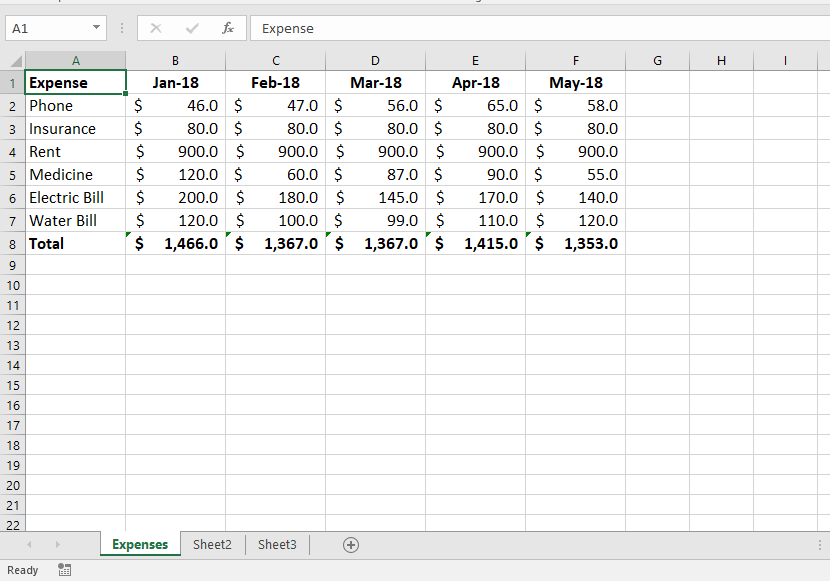 A1 fx Expense
A B C D E F G H I
1 Expense Jan-18 Feb-18 Mar-18 Apr-18 May-18
2 Phone $ 46.0 $ 47.0 $ 56.0 $ 65.0 $ 58.0
3 Insurance $ 80.0 $ 80.0 $ 80.0 $ 80.0 $ 80.0
4 Rent $ 900.0 $ 900.0 $ 900.0 $ 900.0 $ 900.0
5 Medicine $ 120.0 $ 60.0 $ 87.0 $ 90.0 $ 55.0
6 Electric Bill $ 200.0 $ 180.0 $ 145.0 $ 170.0 $ 140.0
7 Water Bill $ 120.0 $ 100.0 $ 99.0 $ 110.0 $ 120.0
8 Total $ 1,466.0 $ 1,367.0 $ 1,367.0 $ 1,415.0 $ 1,353.0
9
10
11
12
13
14
15
16
17
18
19
20
21
22
Expenses Sheet2 Sheet3
Ready